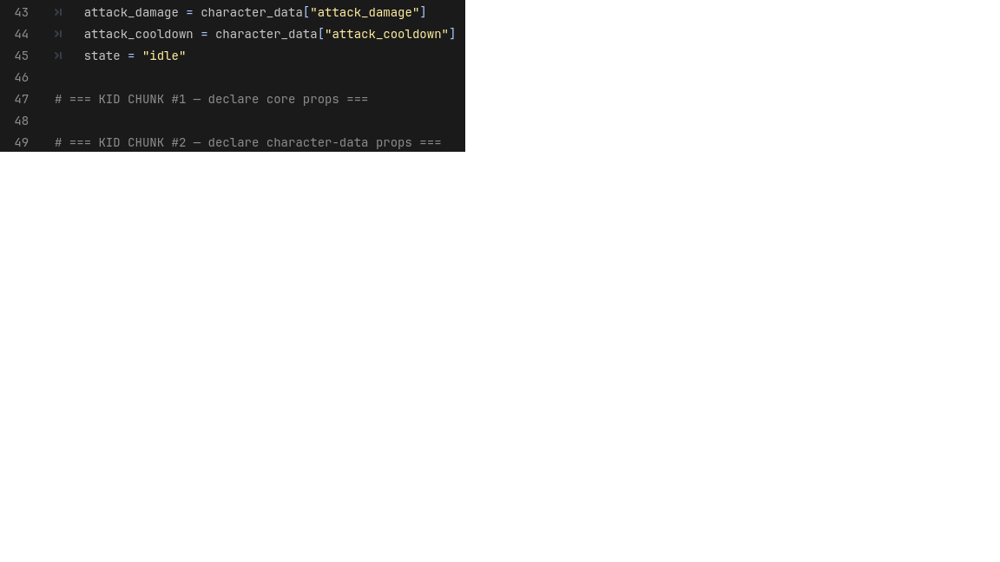 43 attack_damage = character_data["attack_damage"]
44 attack_cooldown = character_data["attack_cooldown"]
45 state = "idle"
46
47 # === KID CHUNK #1 — declare core props ===
48
49 # === KID CHUNK #2 — declare character-data props ===